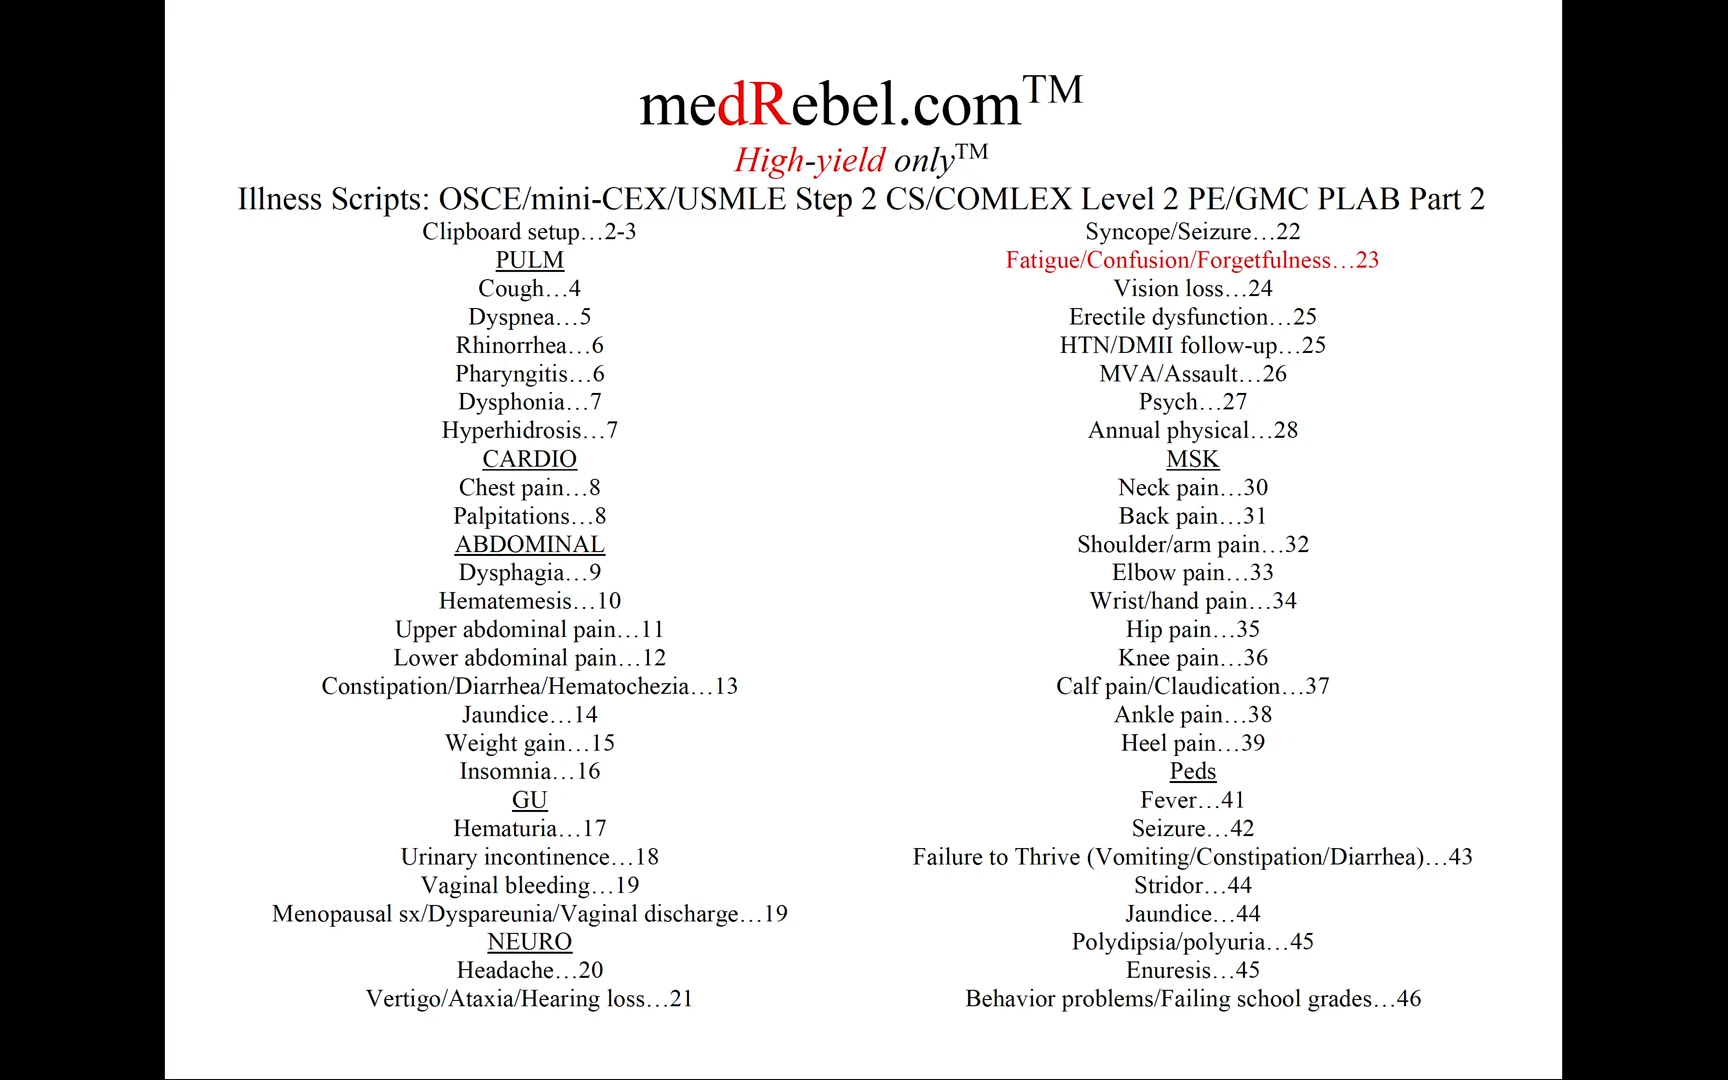 medRebel.com™
High-yield only™
Illness Scripts: OSCE/mini-CEX/USMLE Step 2 CS/COMLEX Level 2 PE/GMC PLAB Part 2
Clipboard setup…2-3
PULM
Cough…4
Dyspnea…5
Rhinorrhea…6
Pharyngitis…6
Dysphonia…7
Hyperhidrosis…7
CARDIO
Chest pain…8
Palpitations…8
ABDOMINAL
Dysphagia…9
Hematemesis…10
Upper abdominal pain…11
Lower abdominal pain…12
Constipation/Diarrhea/Hematochezia…13
Jaundice…14
Weight gain…15
Insomnia…16
GU
Hematuria…17
Urinary incontinence…18
Vaginal bleeding…19
Menopausal sx/Dyspareunia/Vaginal discharge…19
NEURO
Headache…20
Vertigo/Ataxia/Hearing loss…21
Syncope/Seizure…22
Fatigue/Confusion/Forgetfulness…23
Vision loss…24
Erectile dysfunction…25
HTN/DMII follow-up…25
MVA/Assault…26
Psych…27
Annual physical…28
MSK
Neck pain…30
Back pain…31
Shoulder/arm pain…32
Elbow pain…33
Wrist/hand pain…34
Hip pain…35
Knee pain…36
Calf pain/Claudication…37
Ankle pain…38
Heel pain…39
Peds
Fever…41
Seizure…42
Failure to Thrive (Vomiting/Constipation/Diarrhea)…43
Stridor…44
Jaundice…44
Polydipsia/polyuria…45
Enuresis…45
Behavior problems/Failing school grades…46